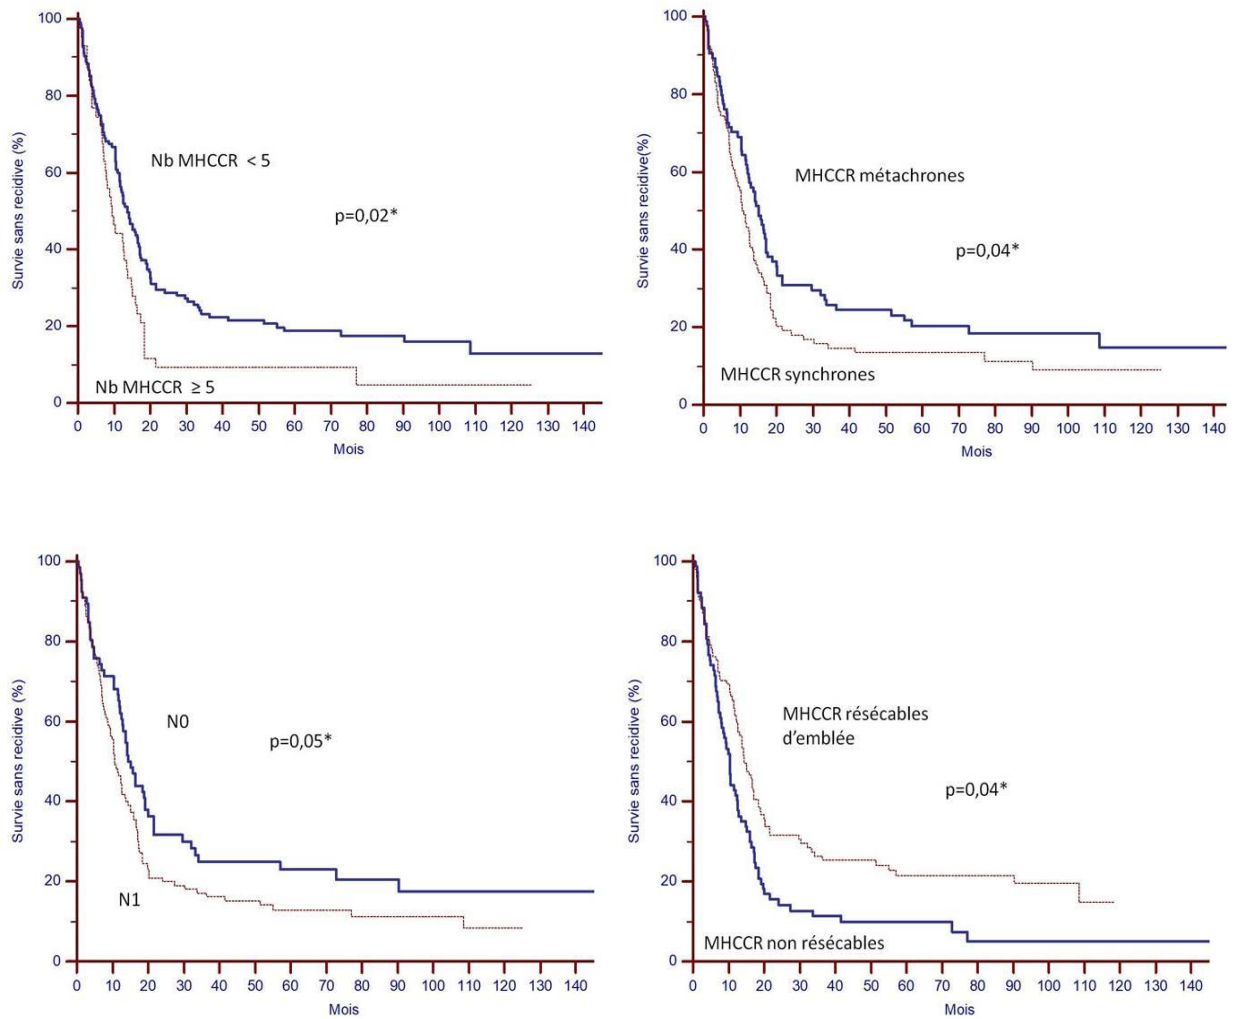 100
80
60
40
20
0
Survie sans recidive (%)
Nb MHCCR < 5
p=0,02*
Nb MHCCR ≥ 5
0 10 20 30 40 50 60 70 80 90 100 110 120 130 140
Mois
100
80
60
40
20
0
Survie sans recidive(%)
MHCCR métachrones
p=0,04*
MHCCR synchrones
0 10 20 30 40 50 60 70 80 90 100 110 120 130 140
Mois
100
80
60
40
20
0
Survie sans recidive (%)
N0
p=0,05*
N1
0 10 20 30 40 50 60 70 80 90 100 110 120 130 140
Mois
100
80
60
40
20
0
Survie sans recidive (%)
MHCCR résécables
d'emblée
p=0,04*
MHCCR non résécables
0 10 20 30 40 50 60 70 80 90 100 110 120 130 140
Mois